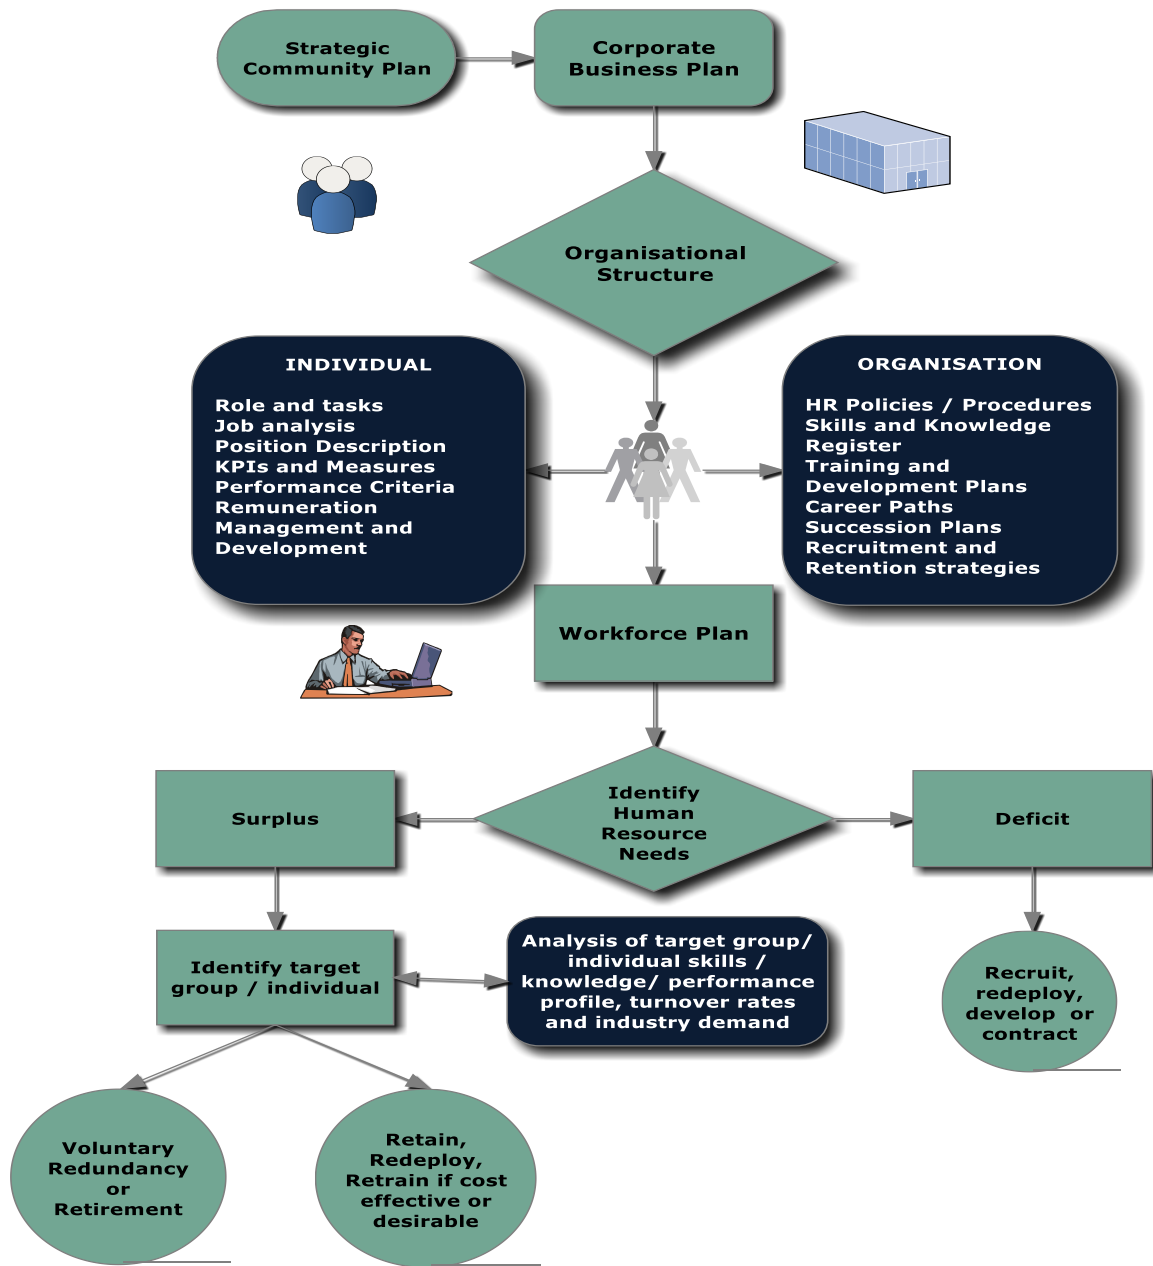 Strategic
Community Plan
Corporate
Business Plan
Organisational
Structure
INDIVIDUAL
Role and tasks
Job analysis
Position Description
KPIs and Measures
Performance Criteria
Remuneration
Management and
Development
ORGANISATION
HR Policies / Procedures
Skills and Knowledge
Register
Training and
Development Plans
Career Paths
Succession Plans
Recruitment and
Retention strategies
Workforce Plan
Identify
Human
Resource
Needs
Surplus
Deficit
Identify target
group / individual
Analysis of target group/
individual skills /
knowledge/ performance
profile, turnover rates
and industry demand
Recruit,
redeploy,
develop or
contract
Voluntary
Redundancy
or
Retirement
Retain,
Redeploy,
Retrain if cost
effective or
desirable